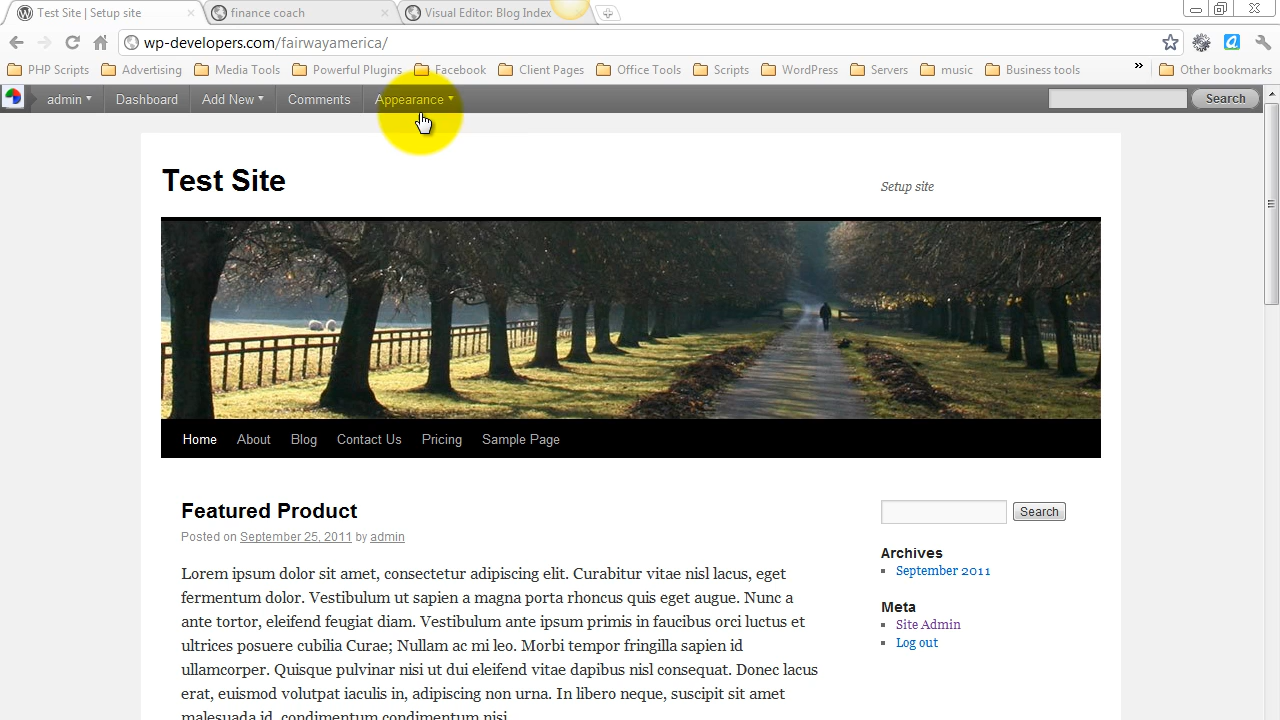 Test Site | Setup site
finance coach
Visual Editor: Blog Index
wp-developers.com/fairwayamerica/
PHP Scripts
Advertising
Media Tools
Powerful Plugins
Facebook
Client Pages
Office Tools
Scripts
WordPress
Servers
music
Business tools
»
Other bookmarks
admin
Dashboard
Add New
Comments
Appearance
Search
Test Site
Setup site
Home
About
Blog
Contact Us
Pricing
Sample Page
Featured Product
Posted on September 25, 2011 by admin
Lorem ipsum dolor sit amet, consectetur adipiscing elit. Curabitur vitae nisl lacus, eget
fermentum dolor. Vestibulum ut sapien a magna porta rhoncus quis eget augue. Nunc a
ante tortor, eleifend feugiat diam. Vestibulum ante ipsum primis in faucibus orci luctus et
ultrices posuere cubilia Curae; Nullam ac mi leo. Morbi tempor fringilla sapien id
ullamcorper. Quisque pulvinar nisi ut dui eleifend vitae dapibus nisl consequat. Donec lacus
erat, euismod volutpat iaculis in, adipiscing non urna. In libero neque, suscipit sit amet
malesuada id, condimentum condimentum nisi.
Search
Archives
September 2011
Meta
Site Admin
Log out